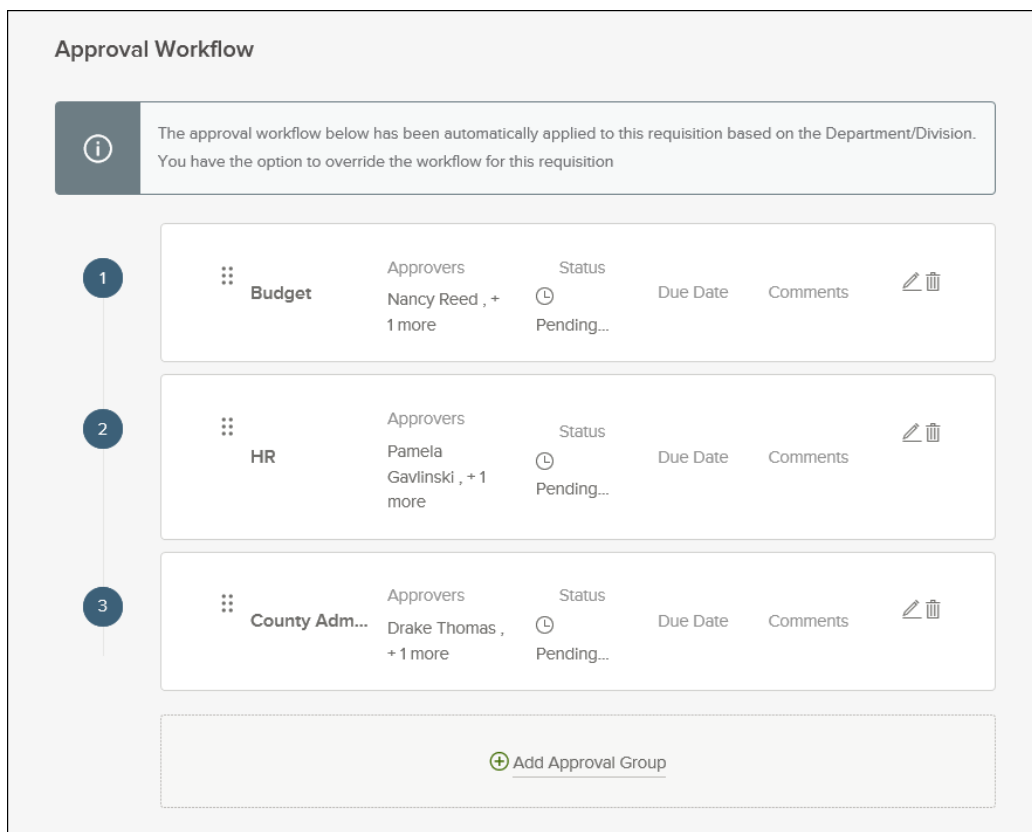 Approval Workflow
The approval workflow below has been automatically applied to this requisition based on the Department/Division.
You have the option to override the workflow for this requisition
1
Budget
Approvers
Nancy Reed , +
1 more
Status
Pending...
Due Date
Comments
2
HR
Approvers
Pamela
Gavlinski , + 1
more
Status
Pending...
Due Date
Comments
3
County Adm...
Approvers
Drake Thomas ,
+ 1 more
Status
Pending...
Due Date
Comments
Add Approval Group